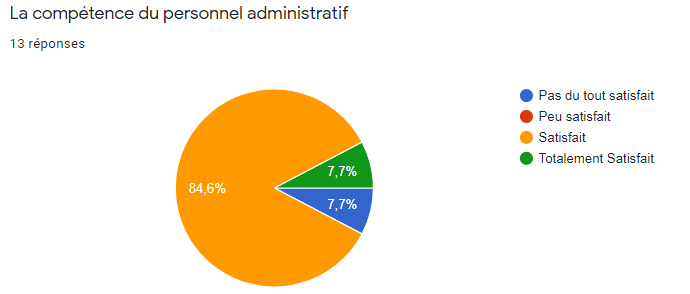 La compétence du personnel administratif
13 réponses
Pas du tout satisfait
Peu satisfait
Satisfait
Totalement Satisfait
7,7%
84,6%
7,7%